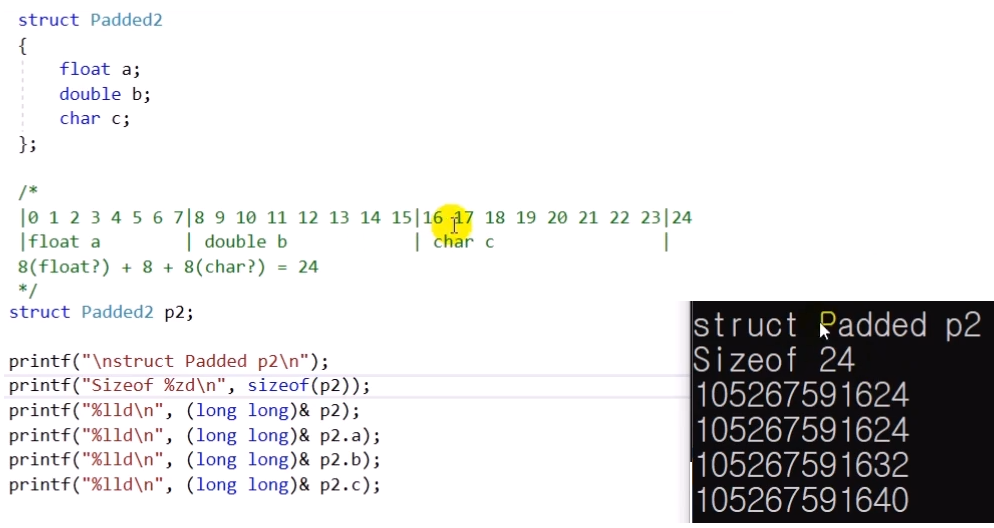 struct Padded2
{
float a;
double b;
char c;
};
/*
|0 1 2 3 4 5 6 7|8 9 10 11 12 13 14 15|16 17 18 19 20 21 22 23|24
|float a | double b | char c |
8(float?) + 8 + 8(char?) = 24
*/
struct Padded2 p2;
printf("\nstruct Padded p2\n");
printf("Sizeof %zd\n", sizeof(p2));
printf("%lld\n", (long long)& p2);
printf("%lld\n", (long long)& p2.a);
printf("%lld\n", (long long)& p2.b);
printf("%lld\n", (long long)& p2.c);
struct Padded p2
Sizeof 24
105267591624
105267591624
105267591632
105267591640